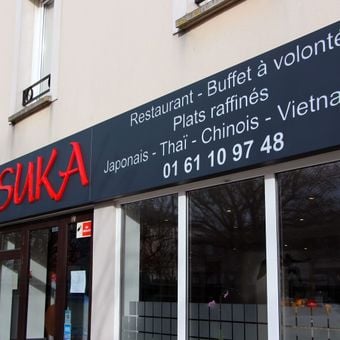 SUKA
Restaurant - Buffet à volonté
Plats raffinés
Japonais - Thaï - Chinois - Vietna
01 61 10 97 48